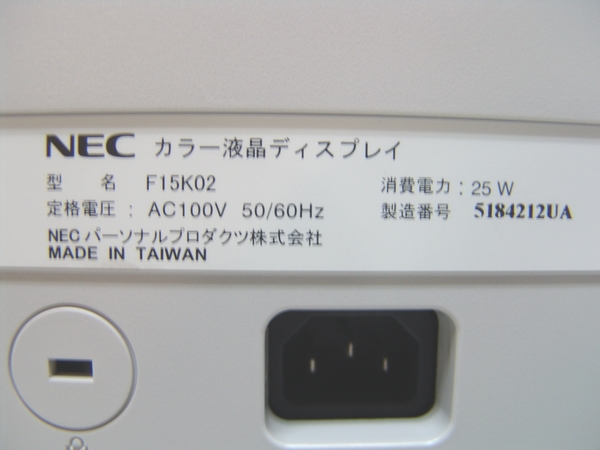 NEC カラー液晶ディスプレイ
型 名 F15K02 消費電力 : 25 W
定格電圧 : AC100V 50/60Hz 製造番号 5184212UA
NEC パーソナルプロダクツ株式会社
MADE IN TAIWAN